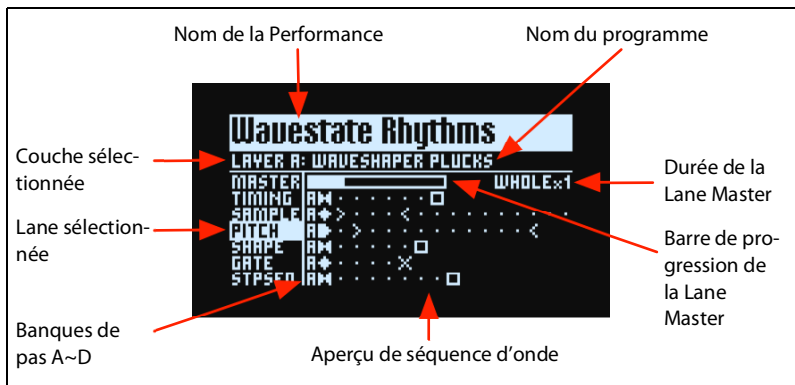 Nom de la Performance
Nom du programme
Wavestate Rhythms
LAYER A: WAVESHAPER PLUCKS
MASTER WHOLEx1
TIMING A
SAMPLE A
PITCH A
SHAPE A
GATE A
STPSEQ A
Couche sélec-
tionnée
Lane sélection-
née
Banques de
pas A~D
Durée de la
Lane Master
Barre de pro-
gression de
la Lane
Master
Aperçu de séquence d’onde